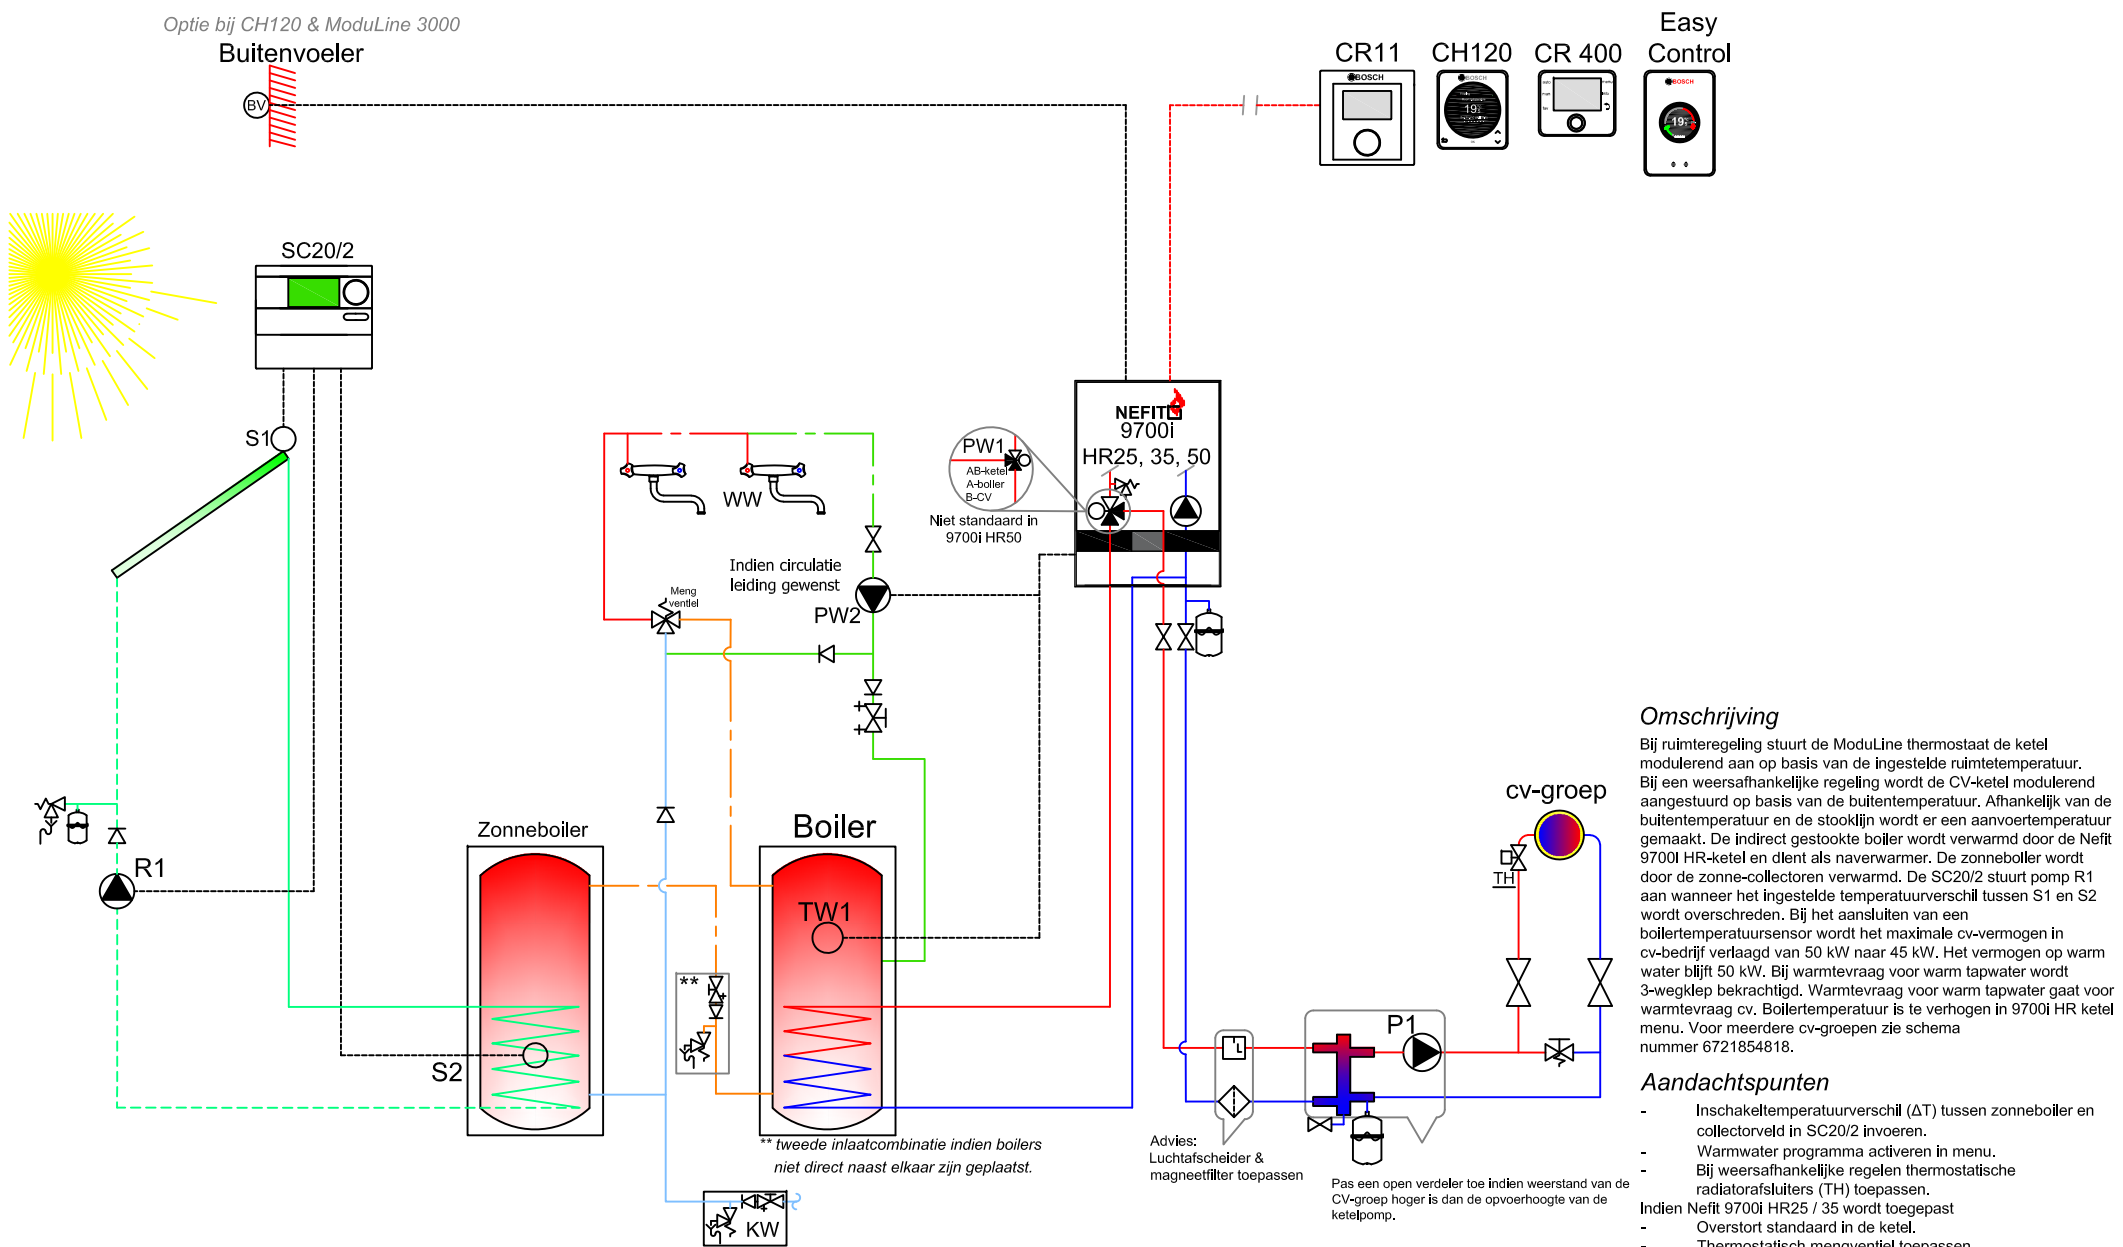 Optie bij CH120 & ModuLine 3000
Buitenvoeler
BV
CR11
CH120
CR 400
Easy
Control
BOSCH
BOSCH
BOSCH
19
19
SC20/2
S1
R1
S2
Zonneboiler
WW
Indien circulatie
leiding gewenst
PW2
Meng
ventiel
PW1
AB-ketel
A-boiler
B-CV
Niet standaard in
9700i HR50
NEFIT
9700i
HR25, 35, 50
Boiler
TW1
**
** tweede inlaatcombinatie indien boilers
niet direct naast elkaar zijn geplaatst.
KW
cv-groep
TH
P1
Advies:
Luchtafscheider &
magneetfilter toepassen
Pas een open verdeler toe indien weerstand van de
CV-groep hoger is dan de opvoerhoogte van de
ketelpomp.
Omschrijving
Bij ruimteregeling stuurt de ModuLine thermostaat de ketel
modulerend aan op basis van de ingestelde ruimtetemperatuur.
Bij een weersafhankelijke regeling wordt de CV-ketel modulerend
aangestuurd op basis van de buitentemperatuur. Afhankelijk van de
buitentemperatuur en de stooklijn wordt er een aanvoertemperatuur
gemaakt. De indirect gestookte boiler wordt verwarmd door de Nefit
9700i HR-ketel en dient als naverwarmer. De zonneboiler wordt
door de zonne-collectoren verwarmd. De SC20/2 stuurt pomp R1
aan wanneer het ingestelde temperatuurverschil tussen S1 en S2
wordt overschreden. Bij het aansluiten van een
boilertemperatuursensor wordt het maximale cv-vermogen in
cv-bedrijf verlaagd van 50 kW naar 45 kW. Het vermogen op warm
water blijft 50 kW. Bij warmtevraag voor warm tapwater wordt
3-wegklep bekrachtigd. Warmtevraag voor warm tapwater gaat voor
warmtevraag cv. Boilertemperatuur is te verhogen in 9700i HR ketel
menu. Voor meerdere cv-groepen zie schema
nummer 6721854818.
Aandachtspunten
- Inschakeltemperatuurverschil (ΔT) tussen zonneboiler en
collectorveld in SC20/2 invoeren.
- Warmwater programma activeren in menu.
- Bij weersafhankelijke regelen thermostatische
radiatorafsluiters (TH) toepassen.
Indien Nefit 9700i HR25 / 35 wordt toegepast
- Overstort standaard in de ketel.
- Thermostatisch mengventiel toepassen